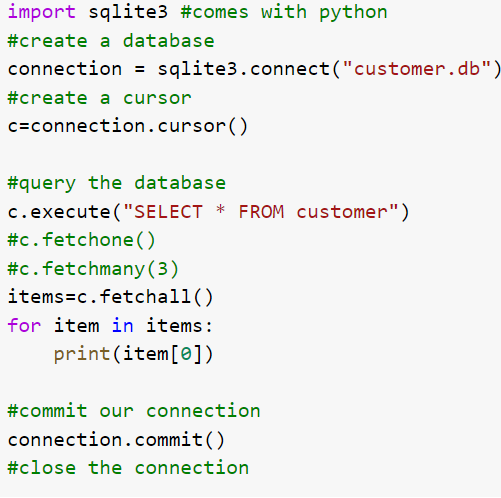 import sqlite3 #comes with python
#create a database
connection = sqlite3.connect("customer.db")
#create a cursor
c=connection.cursor()
#query the database
c.execute("SELECT * FROM customer")
#c.fetchone()
#c.fetchmany(3)
items=c.fetchall()
for item in items:
    print(item[0])
#commit our connection
connection.commit()
#close the connection